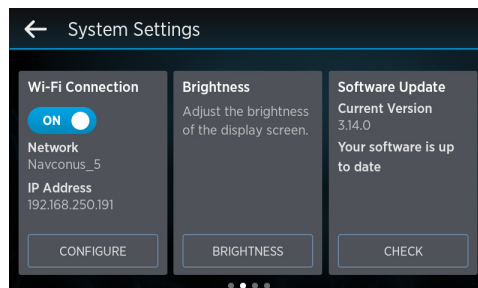 System Settings
Wi-Fi Connection
ON
Network
Navconus_5
IP Address
192.168.250.191
CONFIGURE
Brightness
Adjust the brightness
of the display screen.
BRIGHTNESS
Software Update
Current Version
3.14.0
Your software is up
to date
CHECK